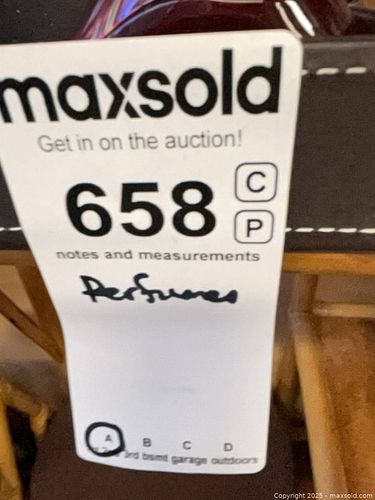 maxsold
Get in on the auction!
658 C
P
notes and measurements
Perfumes
A B C D
3rd bsmt garage outdoors
Copyright © 2025 - maxsold.com